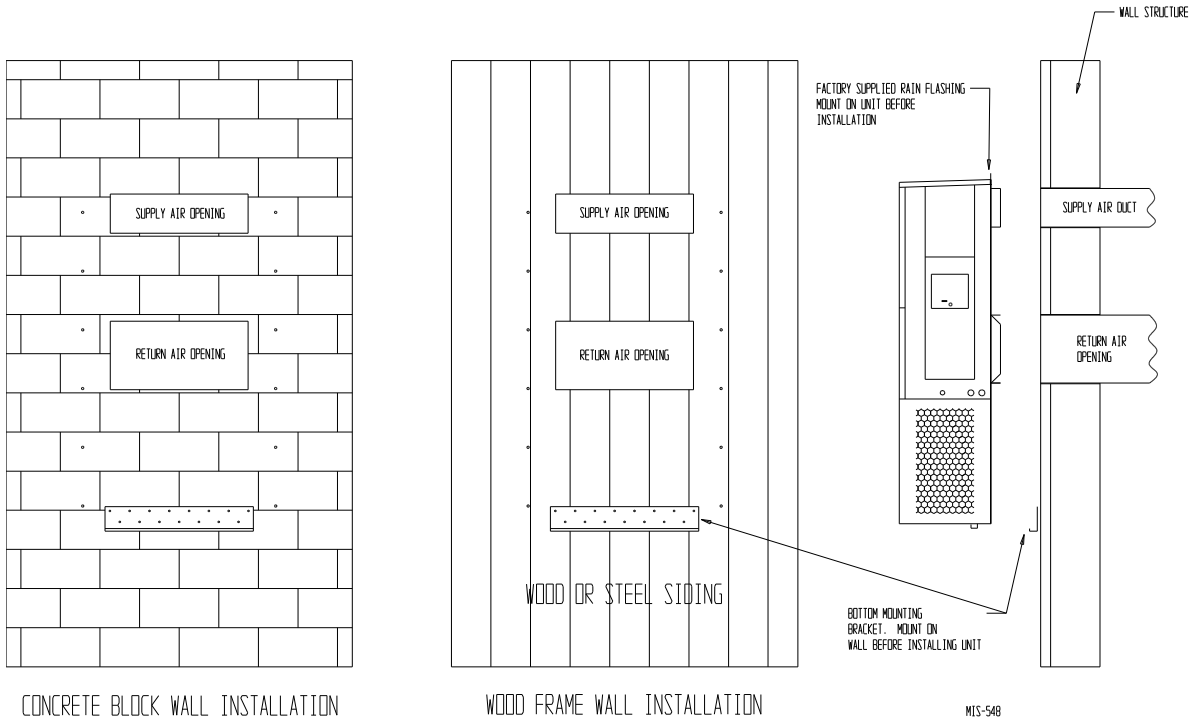 WALL STRUCTURE
FACTORY SUPPLIED RAIN FLASHING
MOUNT ON UNIT BEFORE
INSTALLATION
SUPPLY AIR OPENING
SUPPLY AIR OPENING
SUPPLY AIR DUCT
RETURN AIR OPENING
RETURN AIR OPENING
RETURN AIR
OPENING
WOOD OR STEEL SIDING
BOTTOM MOUNTING
BRACKET. MOUNT ON
WALL BEFORE INSTALLING UNIT
CONCRETE BLOCK WALL INSTALLATION
WOOD FRAME WALL INSTALLATION
MIS-548